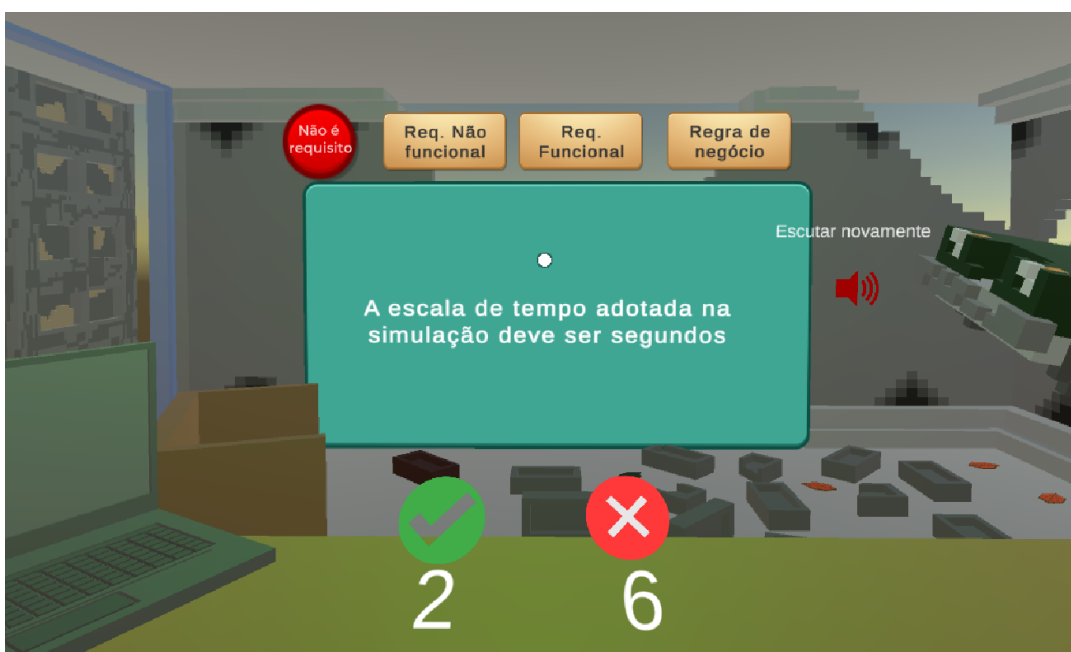 Não é
requisito
Req. Não
funcional
Req.
Funcional
Regra de
negócio
Escutar novamente
A escala de tempo adotada na
simulação deve ser segundos
2
6